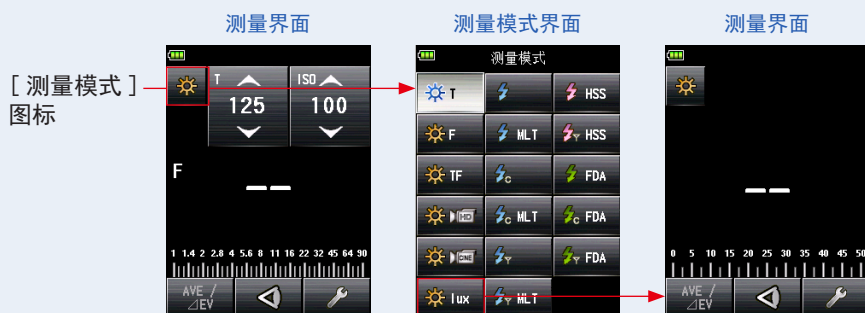 测量界面
测量模式界面
测量界面
[ 测量模式 ]
图标
T
125
ISO
100
F
1 1.4 2 2.8 4 5.6 8 11 16 22 32 45 64 90
AVE /
⊿EV
测量模式
T
HSS
F
MLT
HSS
TF
C
FDA
HD
C MLT
C FDA
CINE
FDA
lux
MLT
0 5 10 15 20 25 30 35 40 45 50
AVE /
⊿EV